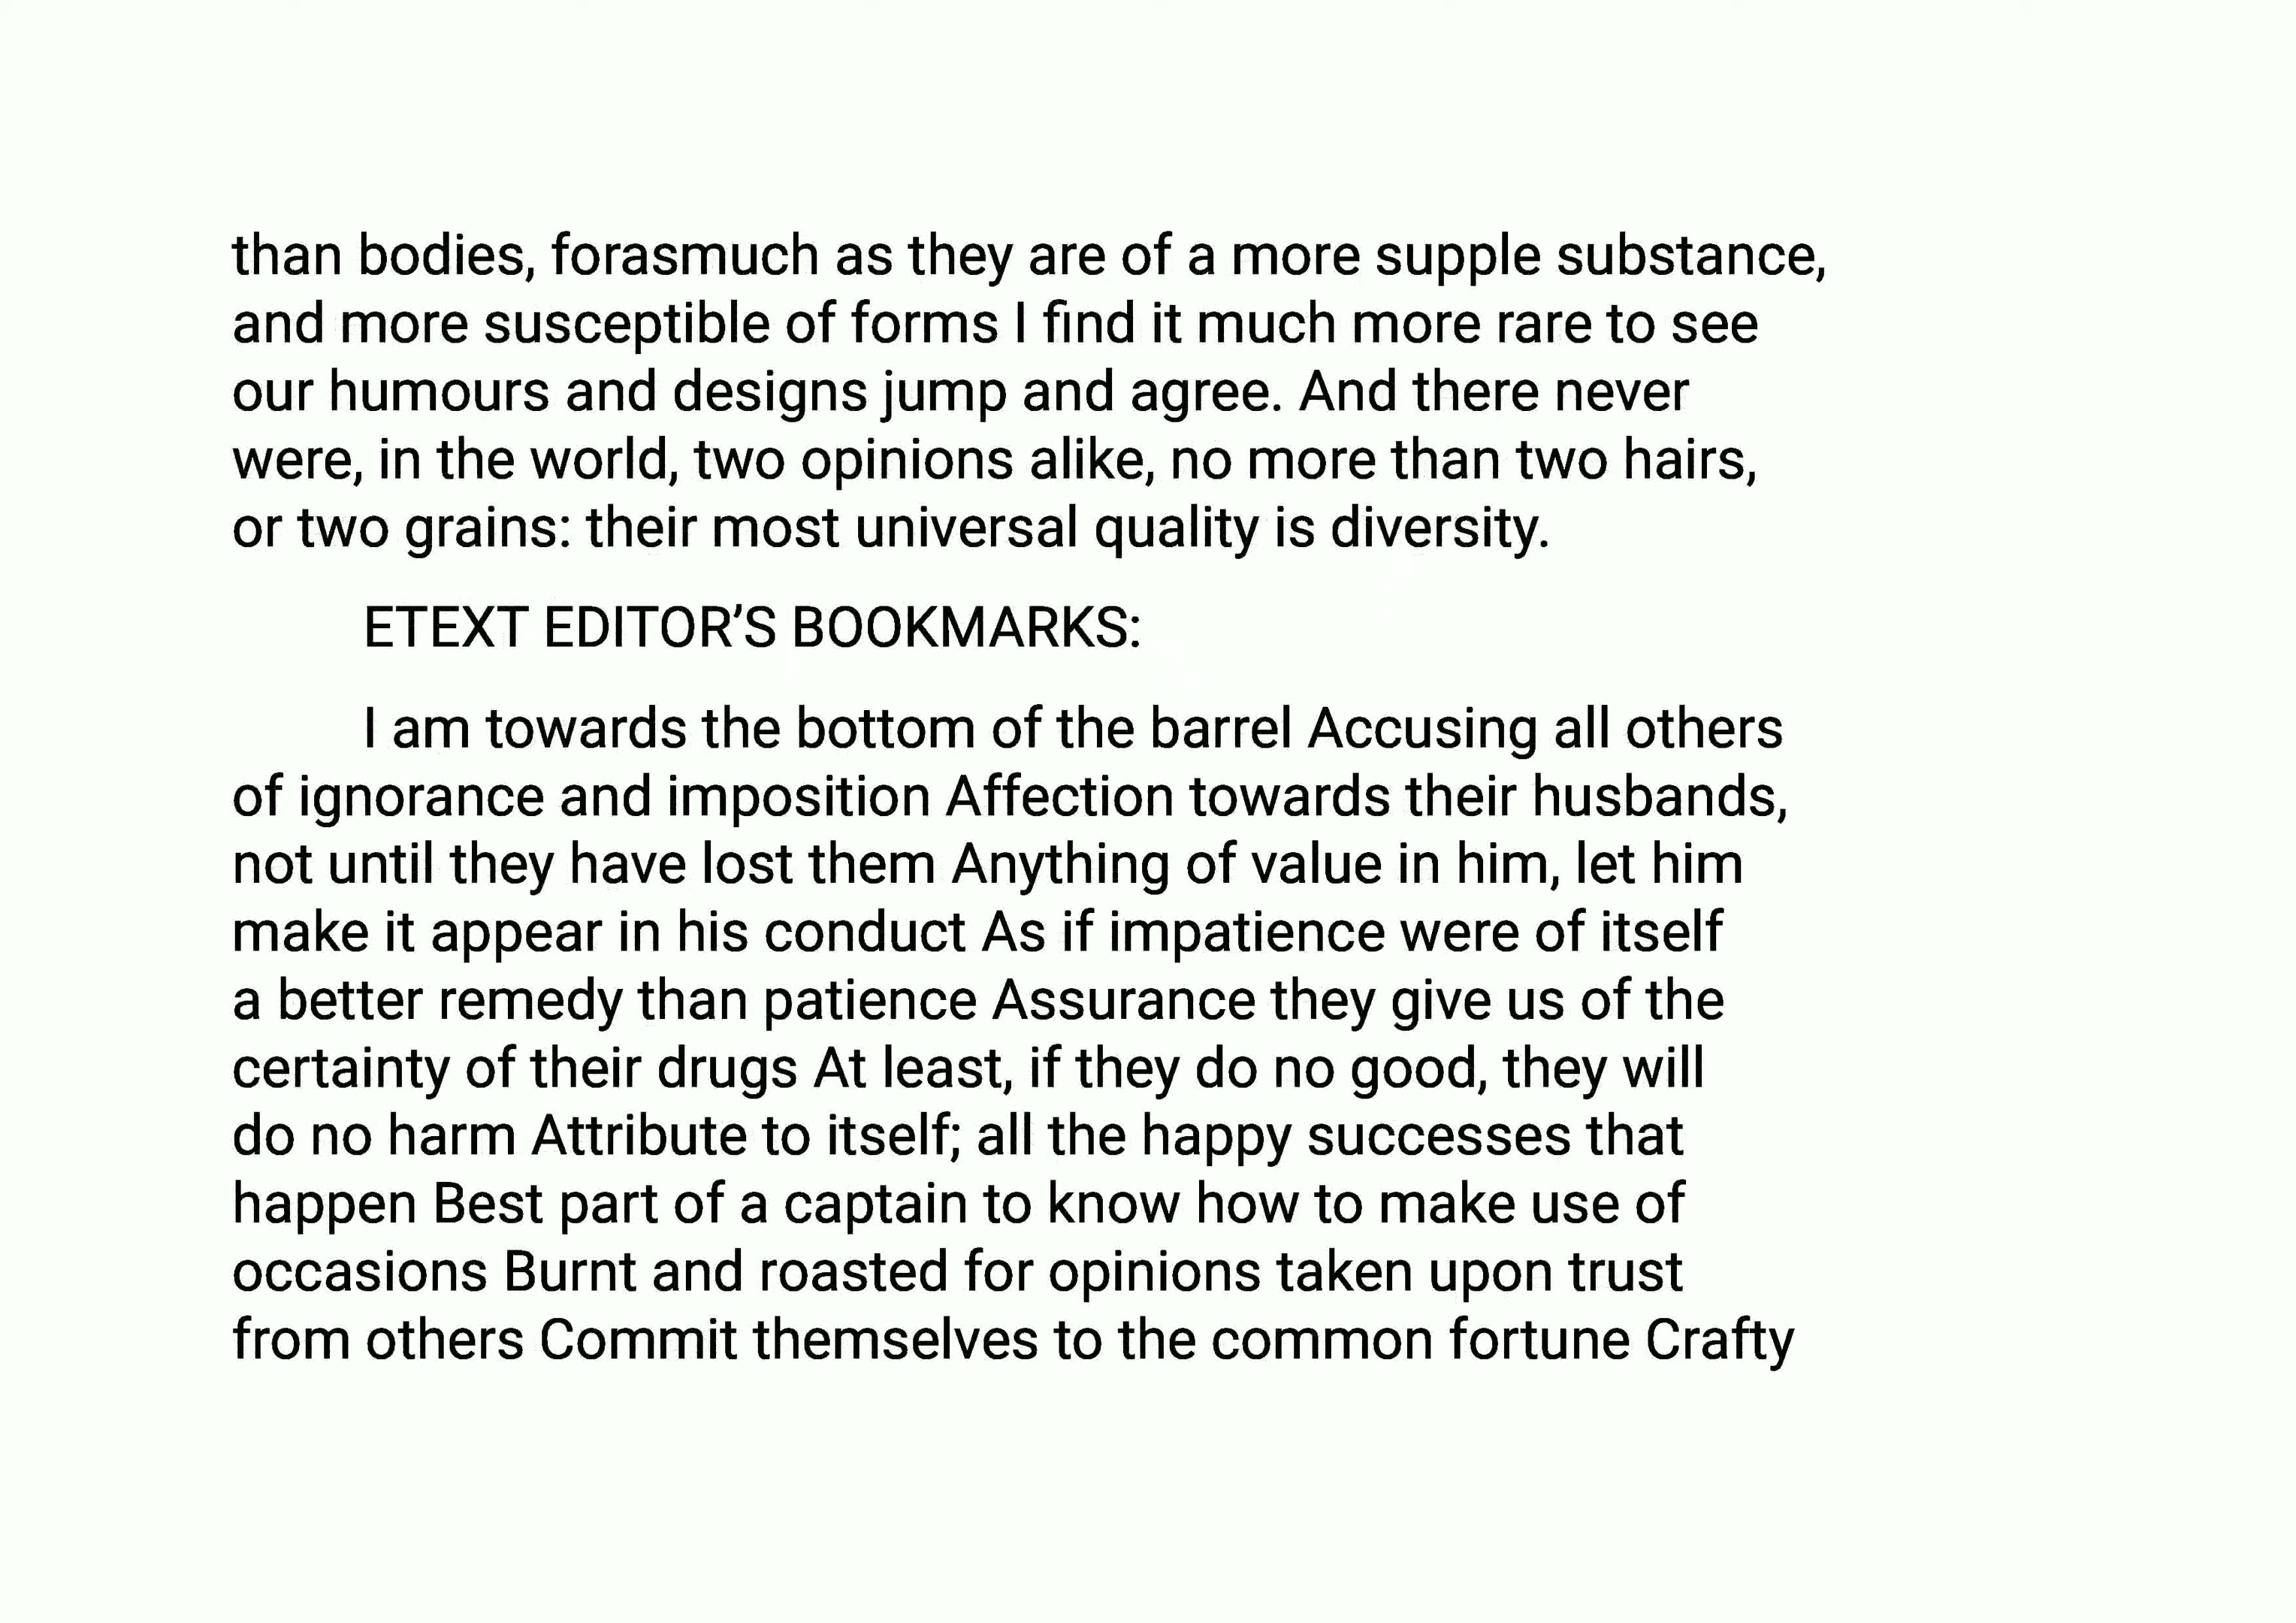 than bodies, forasmuch as they are of a more supple substance,
and more susceptible of forms I find it much more rare to see
our humours and designs jump and agree. And there never
were, in the world, two opinions alike, no more than two hairs,
or two grains: their most universal quality is diversity.
ETEXT EDITOR’S BOOKMARKS:
I am towards the bottom of the barrel Accusing all others
of ignorance and imposition Affection towards their husbands,
not until they have lost them Anything of value in him, let him
make it appear in his conduct As if impatience were of itself
a better remedy than patience Assurance they give us of the
certainty of their drugs At least, if they do no good, they will
do no harm Attribute to itself; all the happy successes that
happen Best part of a captain to know how to make use of
occasions Burnt and roasted for opinions taken upon trust
from others Commit themselves to the common fortune Crafty